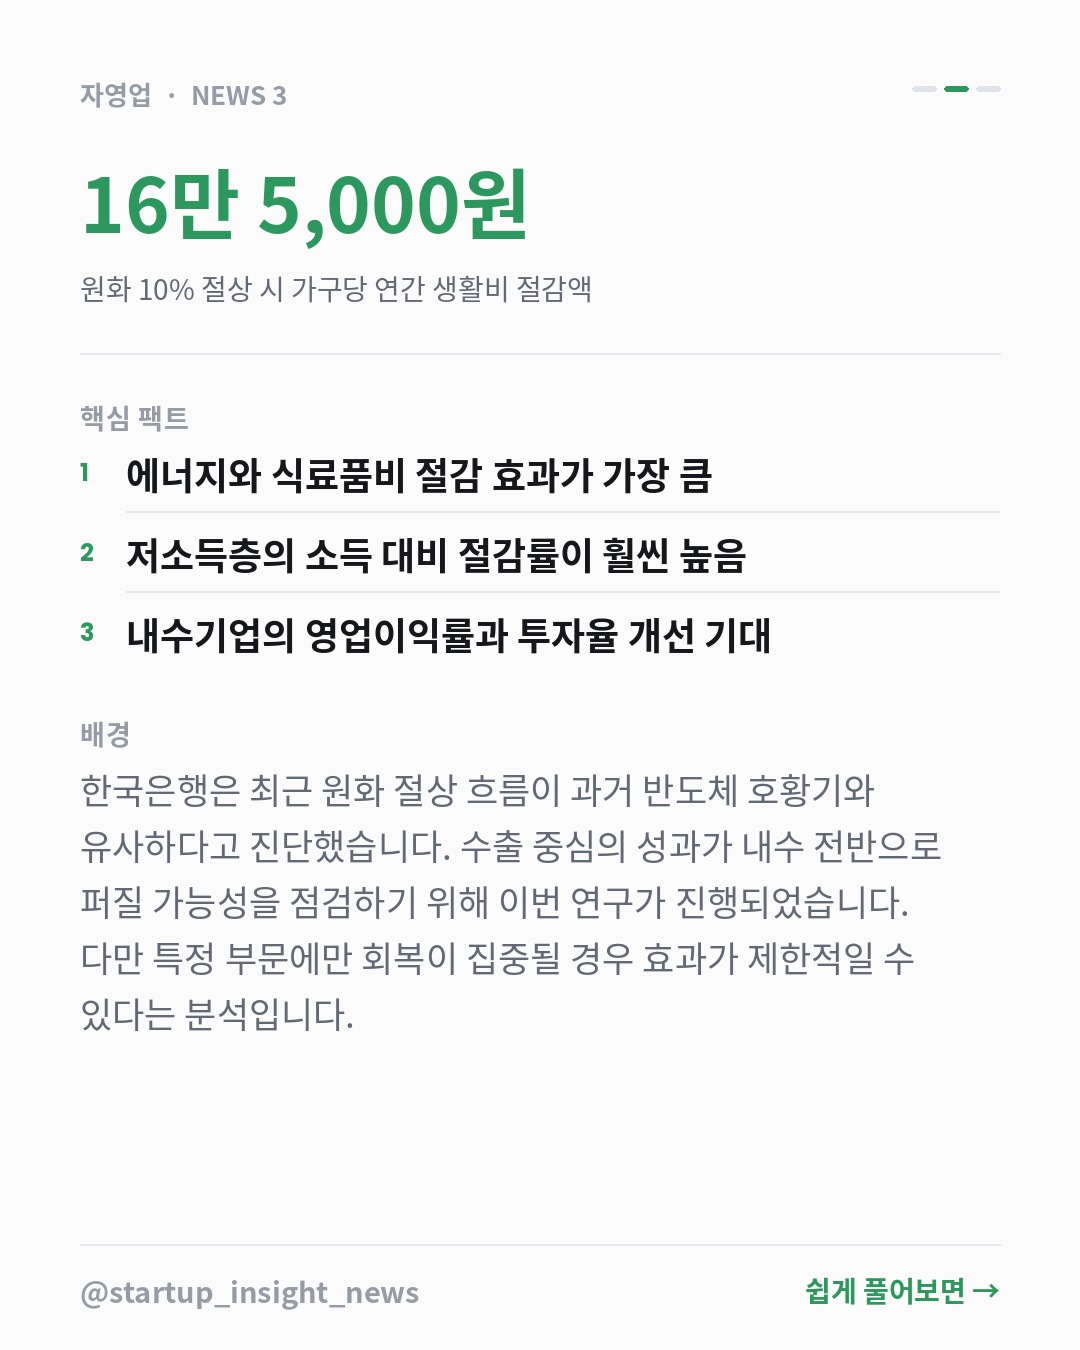 자영업 · NEWS 3
16만 5,000원
원화 10% 절상 시 가구당 연간 생활비 절감액
핵심 팩트
1 에너지와 식료품비 절감 효과가 가장 큼
2 저소득층의 소득 대비 절감률이 훨씬 높음
3 내수기업의 영업이익률과 투자율 개선 기대
배경
한국은행은 최근 원화 절상 흐름이 과거 반도체 호황기와
유사하다고 진단했습니다. 수출 중심의 성과가 내수 전반으로
퍼질 가능성을 점검하기 위해 이번 연구가 진행되었습니다.
다만 특정 부문에만 회복이 집중될 경우 효과가 제한적일 수
있다는 분석입니다.
@startup_insight_news
쉽게 풀어보면 →